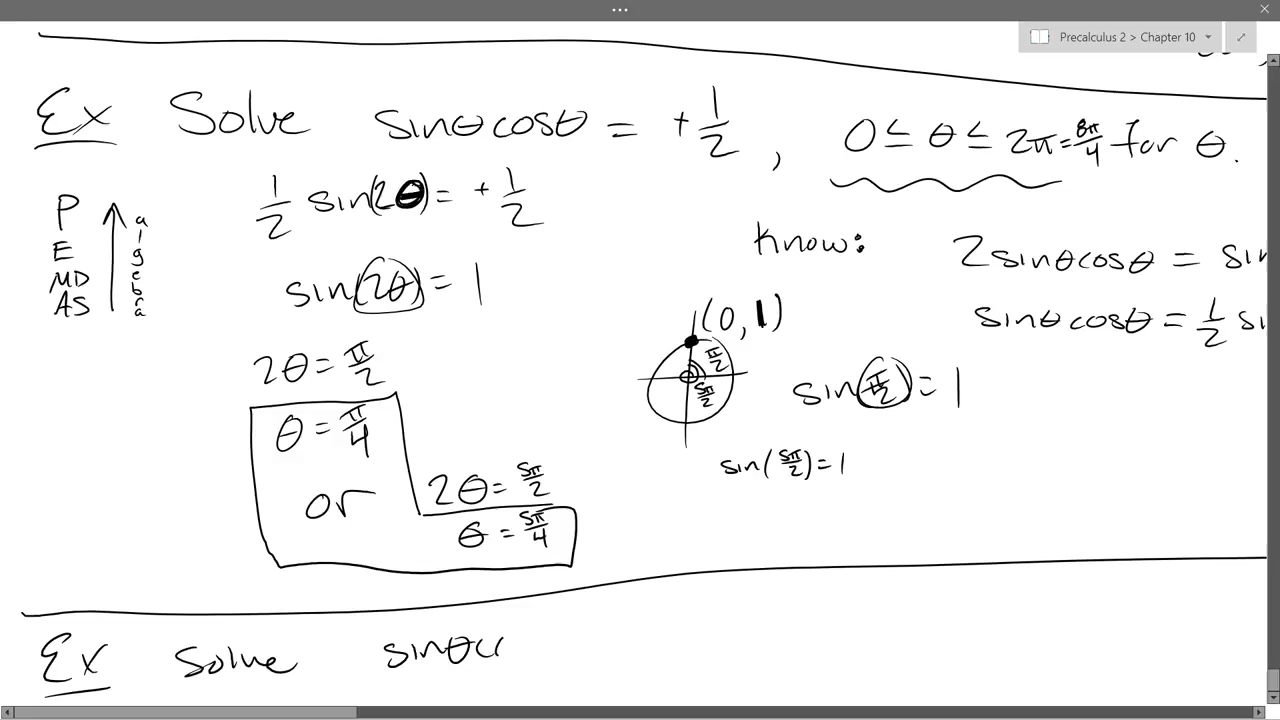 Precalculus 2 > Chapter 10
Ex Solve sinθcosθ = +1/2, 0 ≤ θ ≤ 2π = 8π/4 for θ.
1/2 sin(2θ) = +1/2
P
E
MD
AS
algebra
sin(2θ) = 1
Know: 2sinθcosθ = sin
sinθcosθ = 1/2 si
(0, 1)
π/2
5π/2
sin(π/2) = 1
sin(5π/2) = 1
2θ = π/2
θ = π/4
or
2θ = 5π/2
θ = 5π/4
Ex Solve sinθc